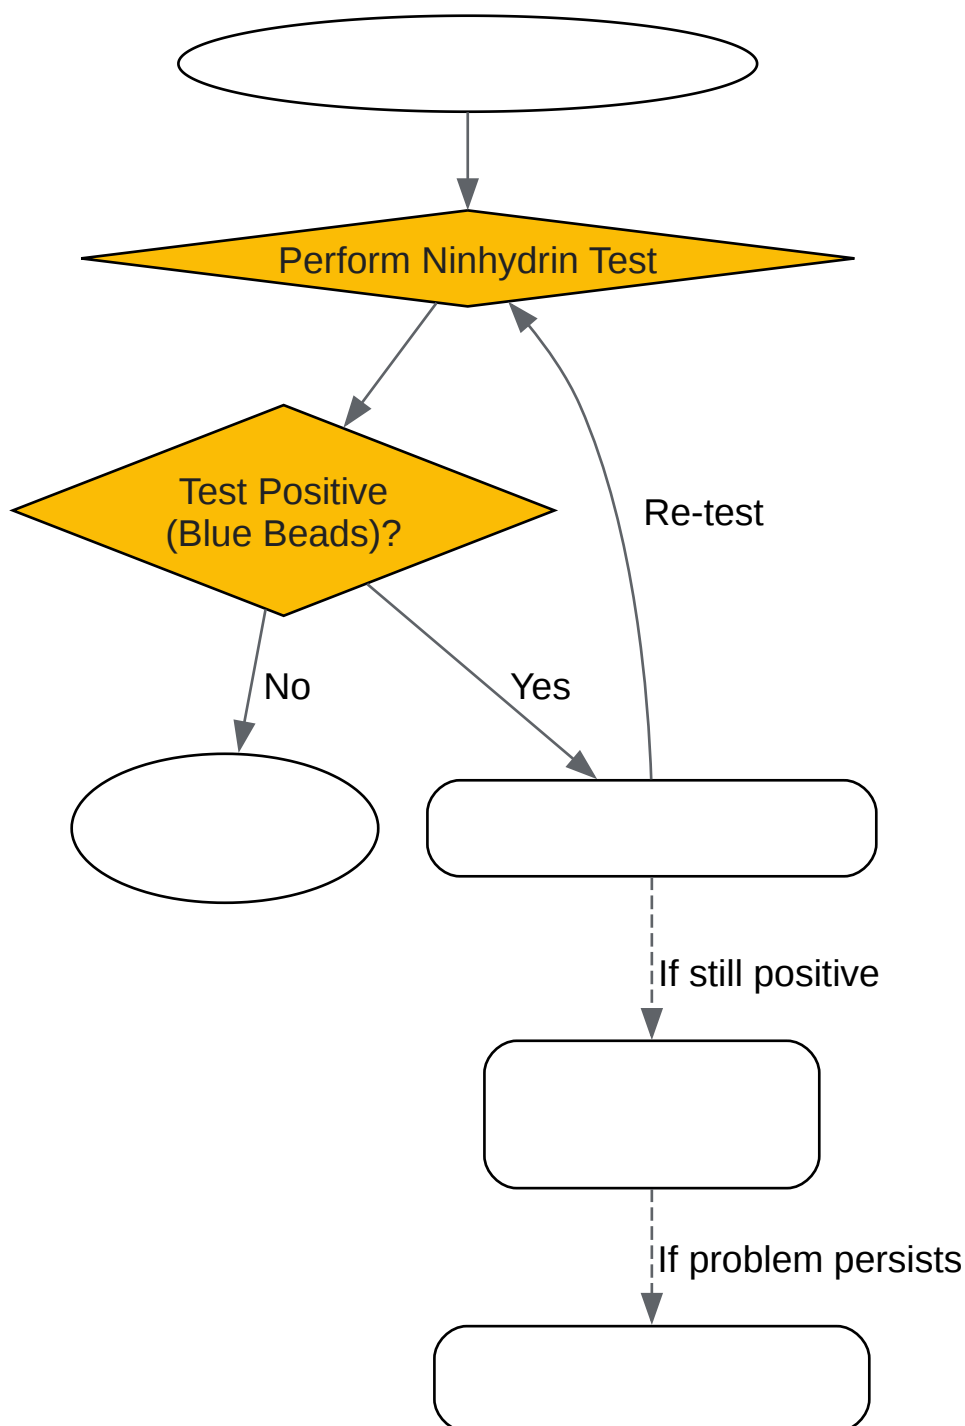 Perform Ninhydrin Test
Test Positive
(Blue Beads)?
Re-test
No
Yes
If still positive
If problem persists